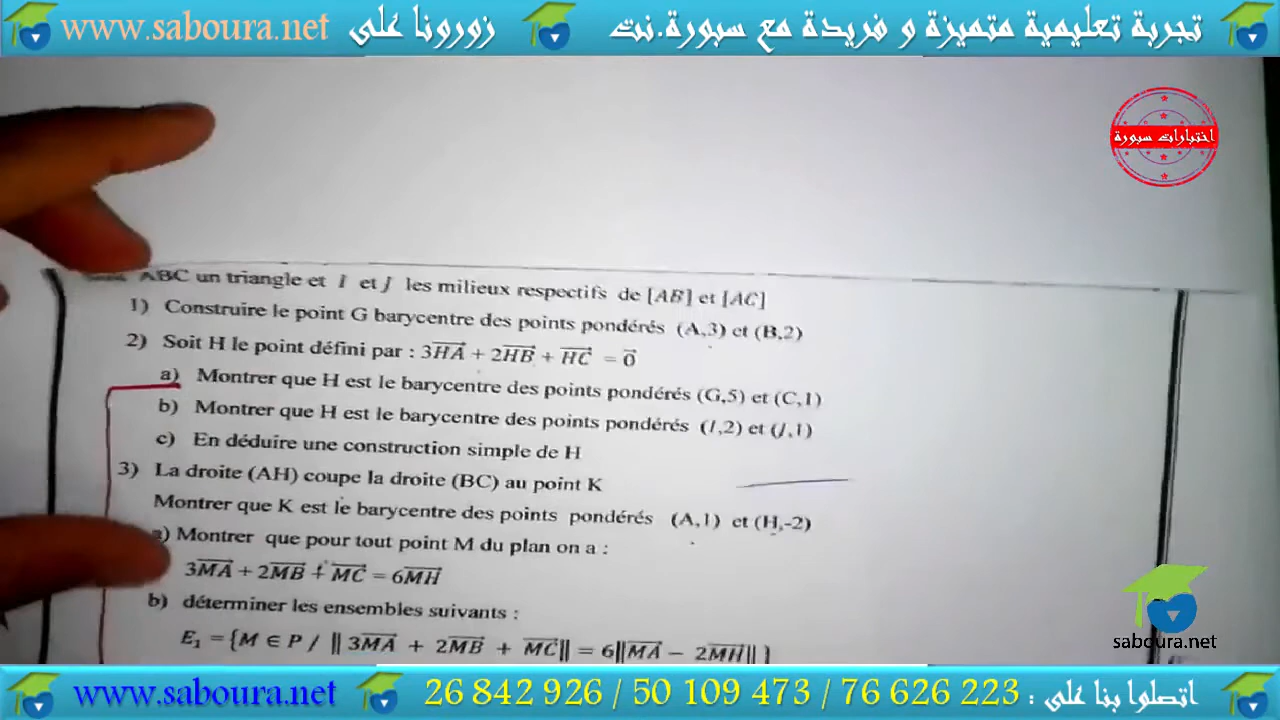 www.saboura.net زورونا على تجربة تعليمية متميزة و فريدة مع سبورة.نت
اختبارات سبورة
ABC un triangle et I et J les milieux respectifs de [AB] et [AC]
1) Construire le point G barycentre des points pondérés (A,3) et (B,2)
2) Soit H le point défini par : 3HA + 2HB + HC = 0
a) Montrer que H est le barycentre des points pondérés (G,5) et (C,1)
b) Montrer que H est le barycentre des points pondérés (I,2) et (J,1)
c) En déduire une construction simple de H
3) La droite (AH) coupe la droite (BC) au point K
Montrer que K est le barycentre des points pondérés (A,1) et (H,-2)
a) Montrer que pour tout point M du plan on a :
3MA + 2MB + MC = 6MH
b) déterminer les ensembles suivants :
E₁ = {M ∈ P / ‖ 3MA + 2MB + MC‖ = 6‖MA − 2MH‖ }
saboura.net
www.saboura.net 26 842 926 / 50 109 473 / 76 626 223 : اتصلوا بنا على